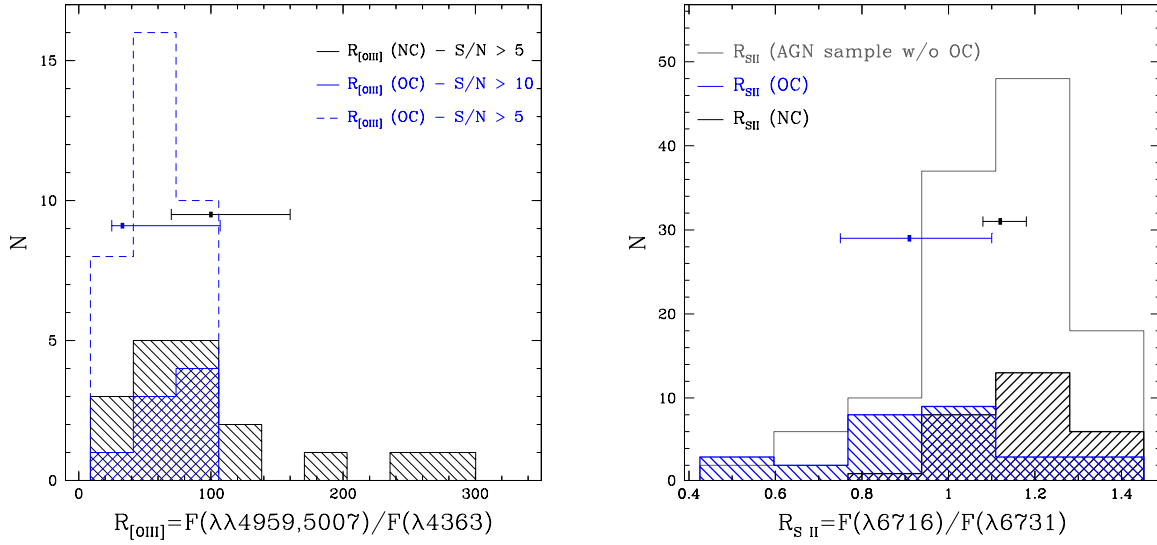 R[OIII] (NC) – S/N > 5
R[OIII] (OC) – S/N > 10
R[OIII] (OC) – S/N > 5
15
10
5
0
N
0 100 200 300
R[OIII]=F(λλ4959,5007)/F(λ4363)
RSII (AGN sample w/o OC)
RSII (OC)
RSII (NC)
50
40
30
20
10
0
N
0.4 0.6 0.8 1 1.2 1.4
RS II=F(λ6716)/F(λ6731)